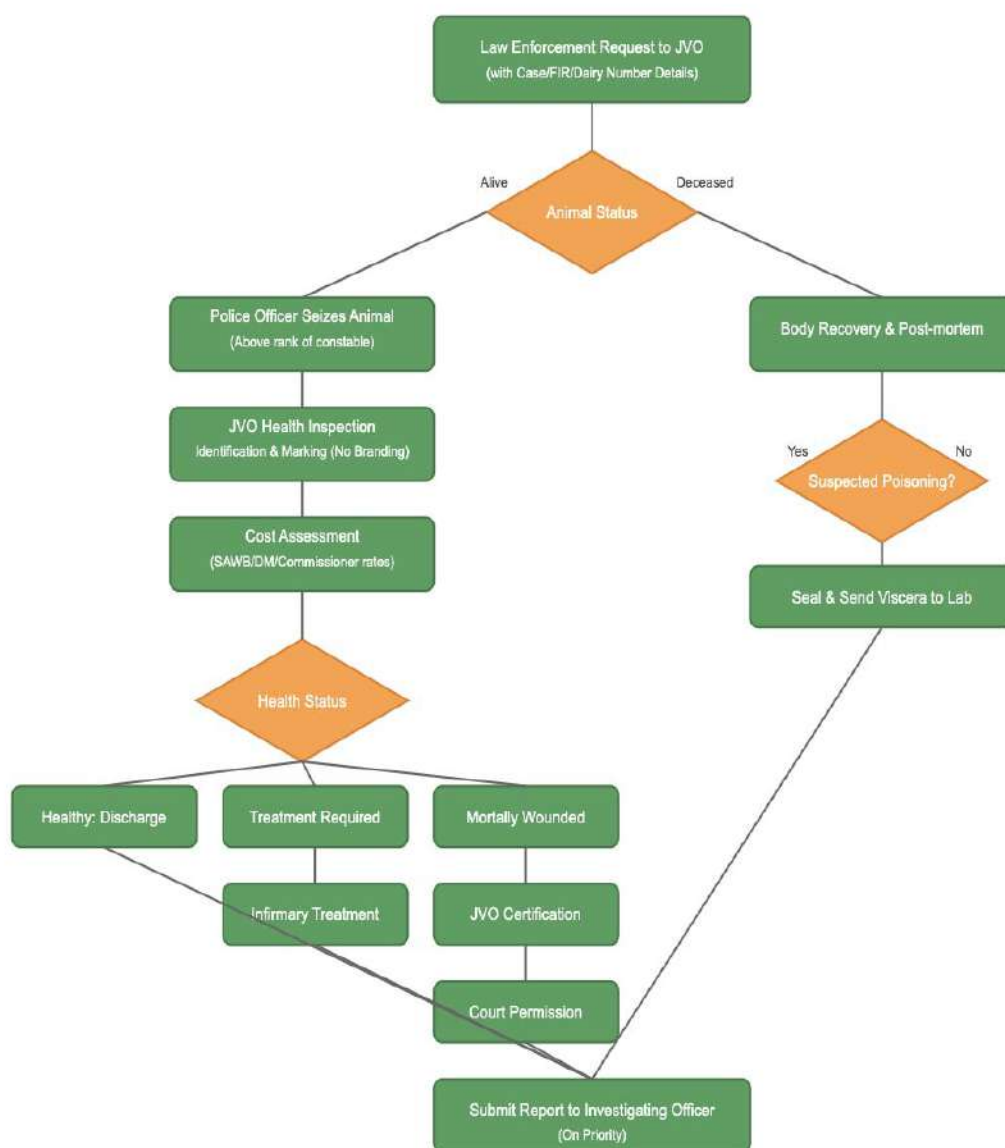 Law Enforcement Request to JVO
(with Case/FIR/Dairy Number Details)
Alive
Deceased
Animal Status
Police Officer Seizes Animal
(Above rank of constable)
Body Recovery & Post-mortem
JVO Health Inspection
Identification & Marking (No Branding)
Yes
No
Suspected Poisoning?
Cost Assessment
(SAWB/DM/Commissioner rates)
Seal & Send Viscera to Lab
Health Status
Healthy: Discharge
Treatment Required
Mortally Wounded
Infirmary Treatment
JVO Certification
Court Permission
Submit Report to Investigating Officer
(On Priority)